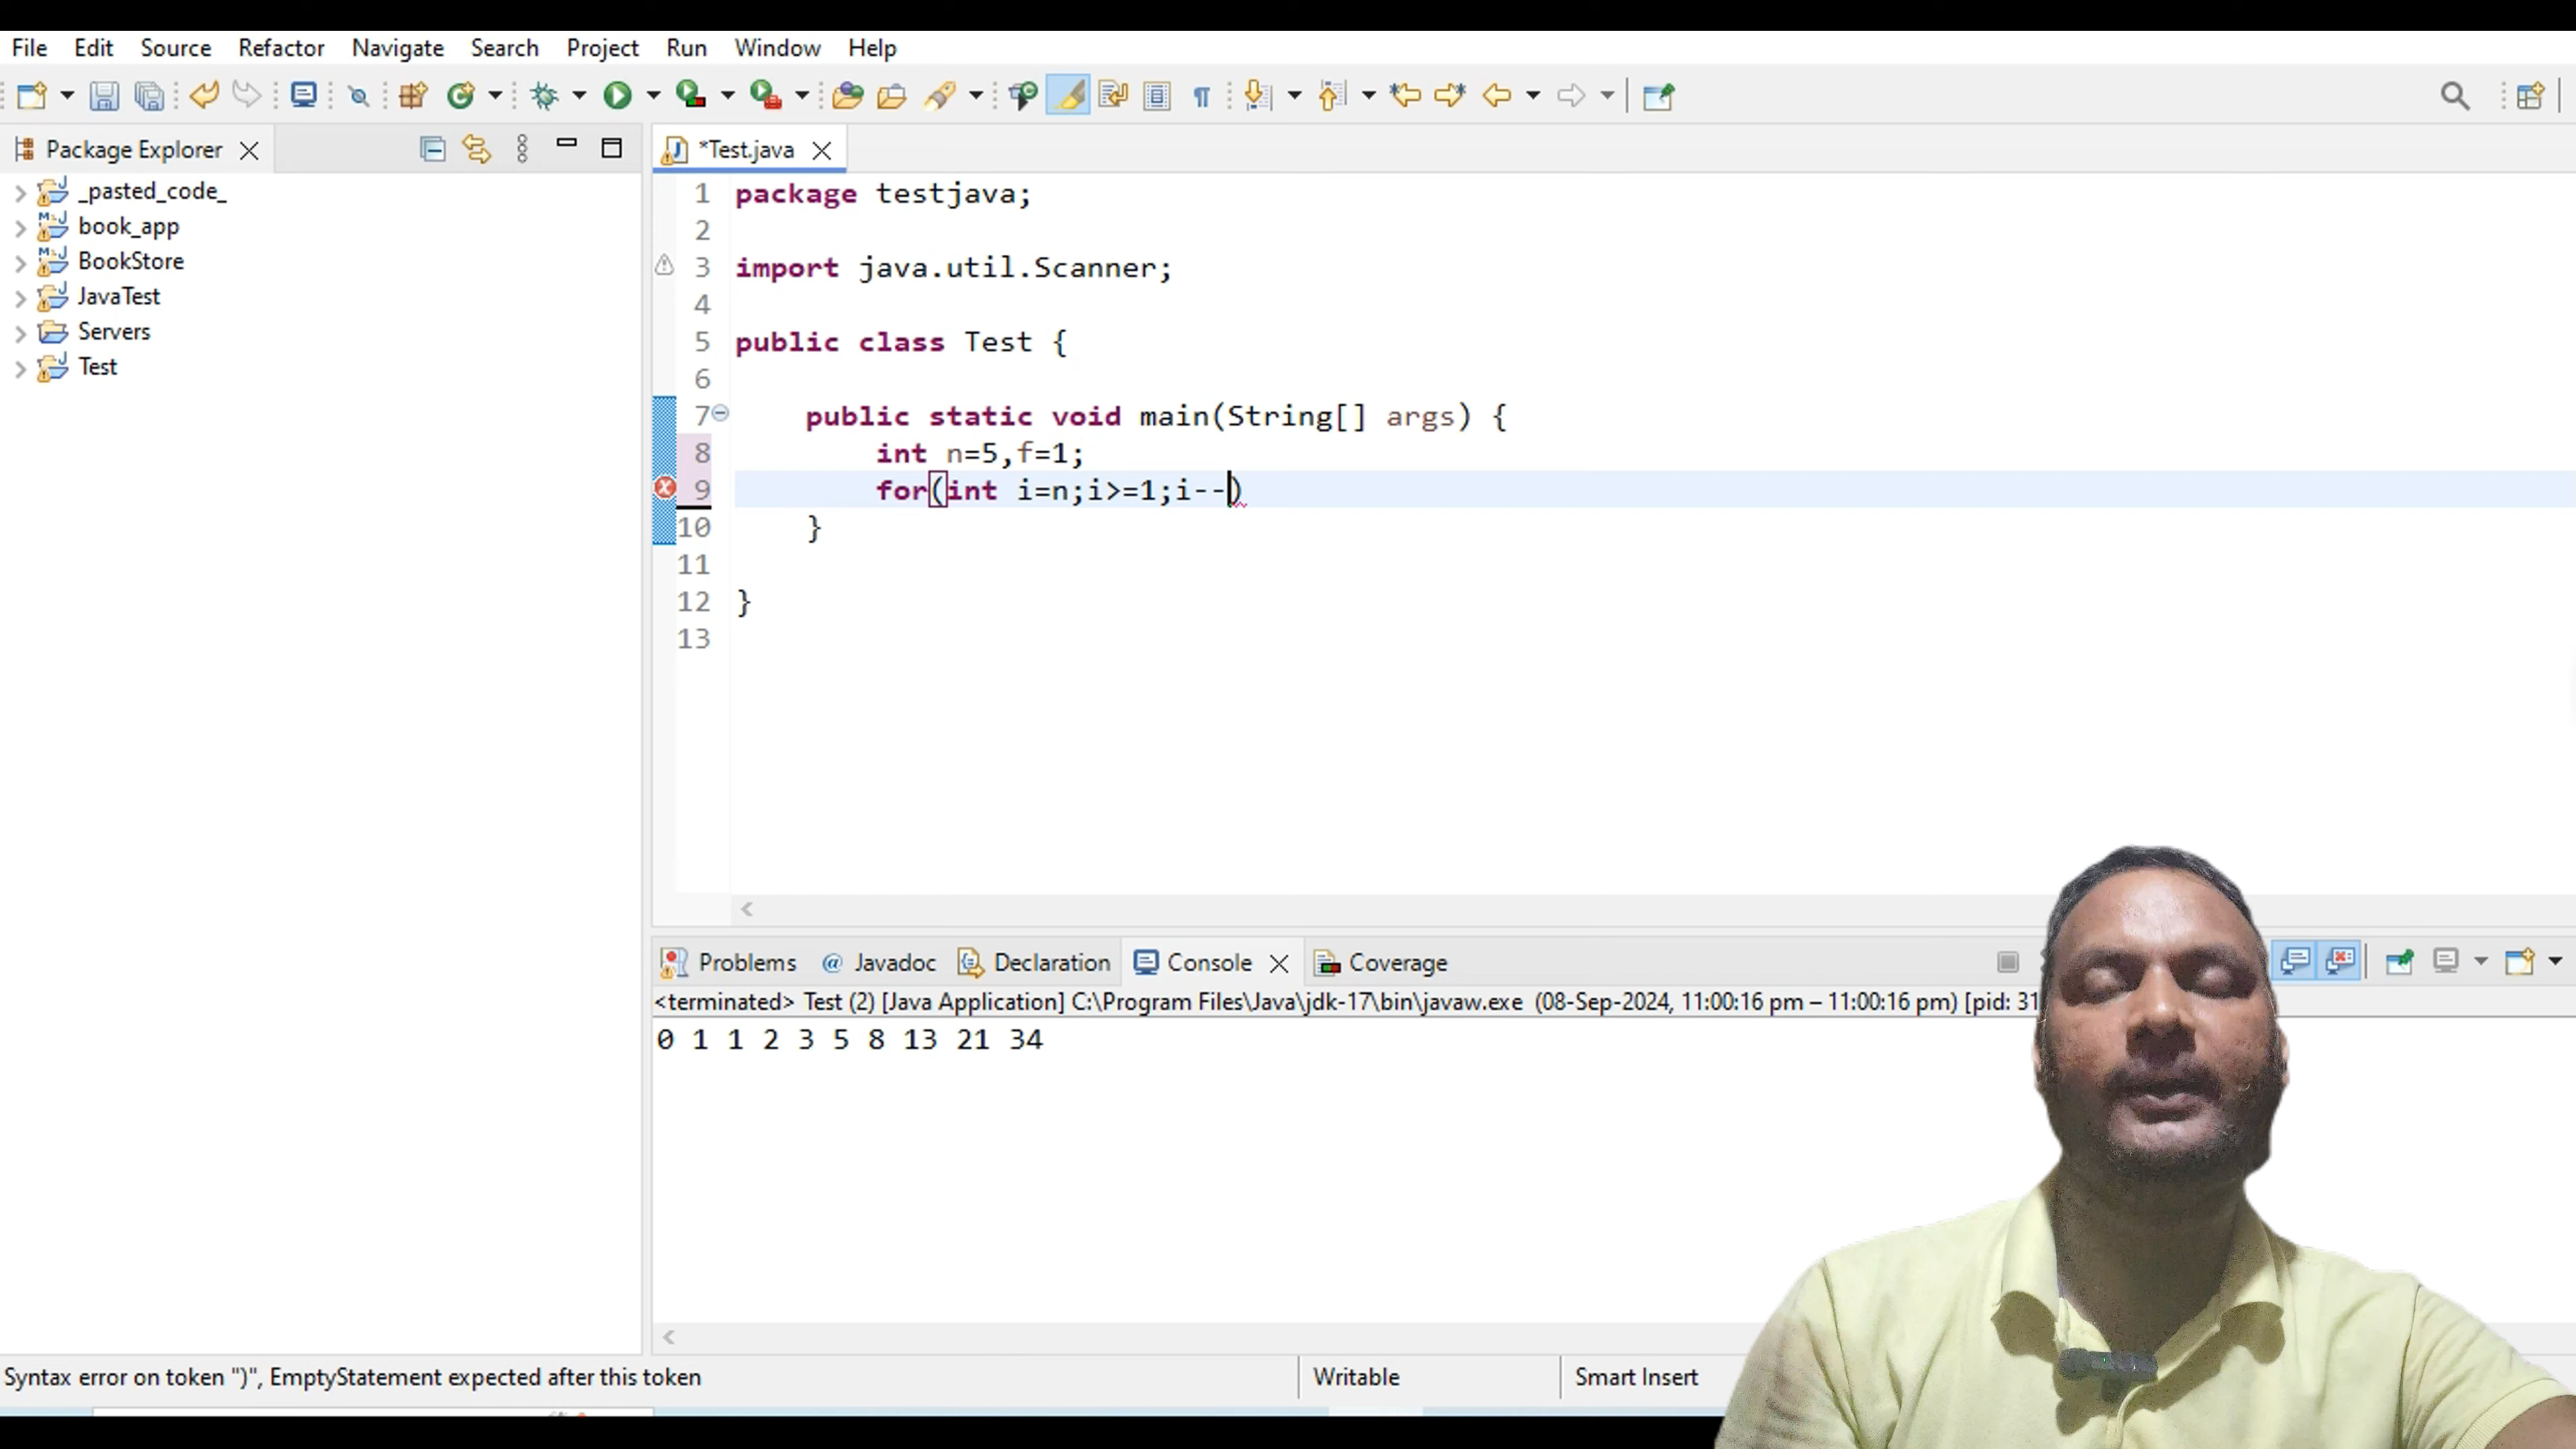 File Edit Source Refactor Navigate Search Project Run Window Help
Package Explorer
_pasted_code_
book_app
BookStore
JavaTest
Servers
Test
*Test.java
1 package testjava;
2
3 import java.util.Scanner;
4
5 public class Test {
6
7 public static void main(String[] args) {
8 int n=5,f=1;
9 for(int i=n;i>=1;i--)
10 }
11
12 }
13
Problems @ Javadoc Declaration Console Coverage
<terminated> Test (2) [Java Application] C:\Program Files\Java\jdk-17\bin\javaw.exe (08-Sep-2024, 11:00:16 pm – 11:00:16 pm) [pid: 31
0 1 1 2 3 5 8 13 21 34
Syntax error on token ")", EmptyStatement expected after this token Writable Smart Insert